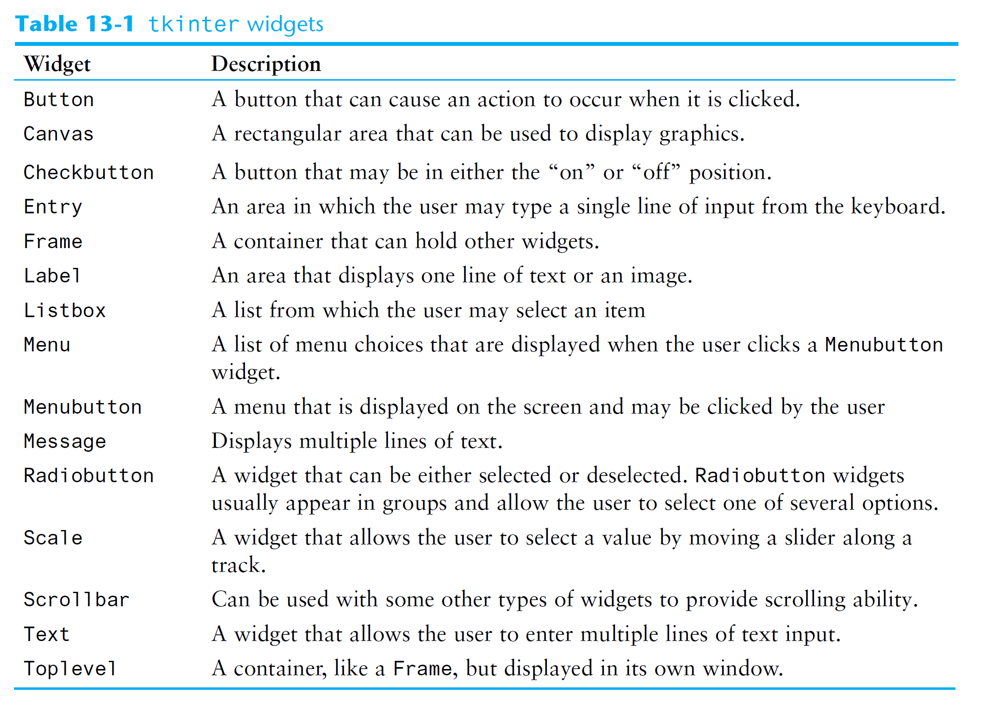 Table 13-1 tkinter widgets
Widget Description
Button A button that can cause an action to occur when it is clicked.
Canvas A rectangular area that can be used to display graphics.
Checkbutton A button that may be in either the “on” or “off” position.
Entry An area in which the user may type a single line of input from the keyboard.
Frame A container that can hold other widgets.
Label An area that displays one line of text or an image.
Listbox A list from which the user may select an item
Menu A list of menu choices that are displayed when the user clicks a Menubutton
widget.
Menubutton A menu that is displayed on the screen and may be clicked by the user
Message Displays multiple lines of text.
Radiobutton A widget that can be either selected or deselected. Radiobutton widgets
usually appear in groups and allow the user to select one of several options.
Scale A widget that allows the user to select a value by moving a slider along a
track.
Scrollbar Can be used with some other types of widgets to provide scrolling ability.
Text A widget that allows the user to enter multiple lines of text input.
Toplevel A container, like a Frame, but displayed in its own window.